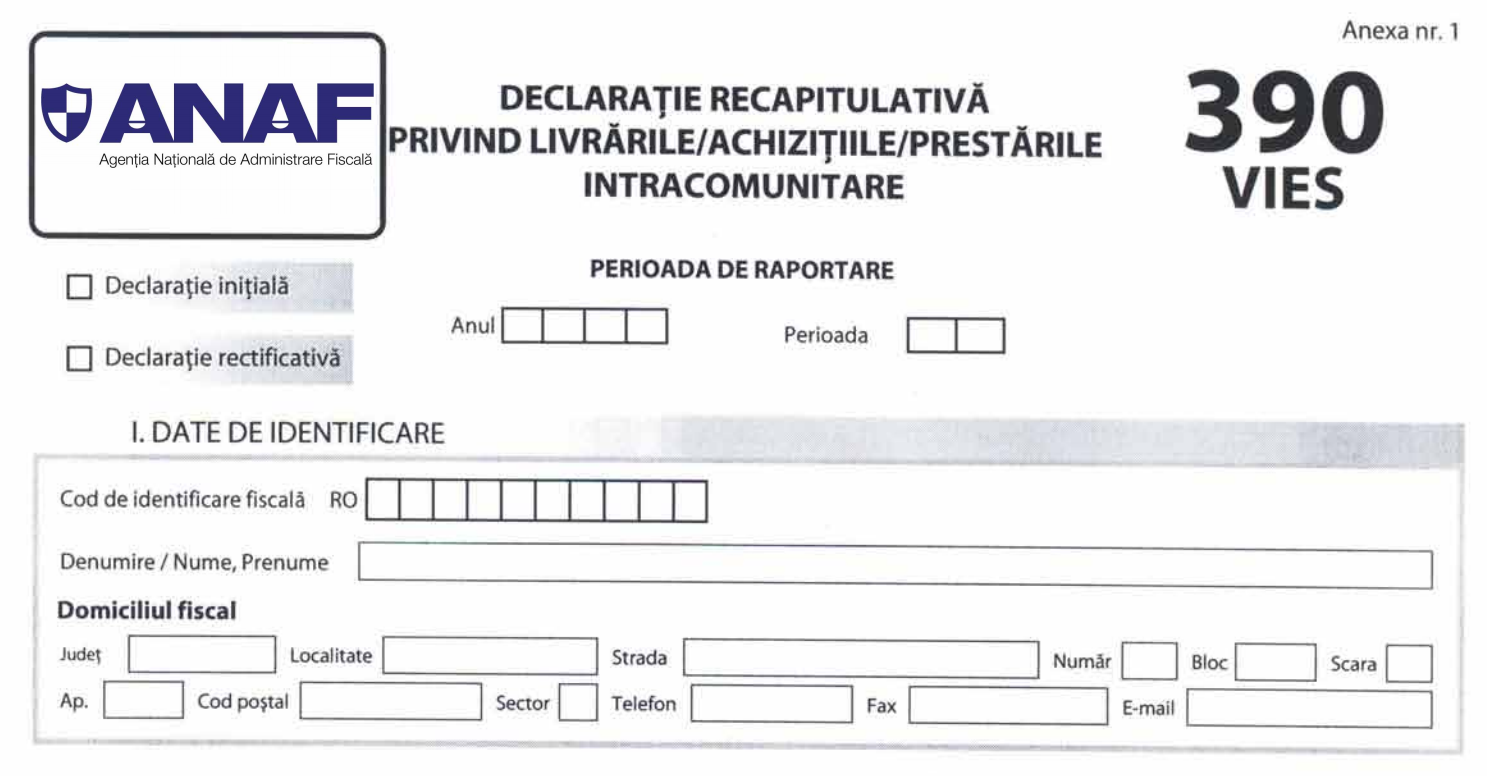 Anexa nr. 1
ANAF
Agenția Națională de Administrare Fiscală
DECLARAȚIE RECAPITULATIVĂ
PRIVIND LIVRĂRILE/ACHIZIȚIILE/PRESTĂRILE
INTRACOMUNITARE
390
VIES
Declarație inițială
Declarație rectificativă
PERIOADA DE RAPORTARE
Anul Perioada
I. DATE DE IDENTIFICARE
Cod de identificare fiscală RO
Denumire / Nume, Prenume
Domiciliul fiscal
Județ Localitate Strada Număr Bloc Scara
Ap. Cod poștal Sector Telefon Fax E-mail